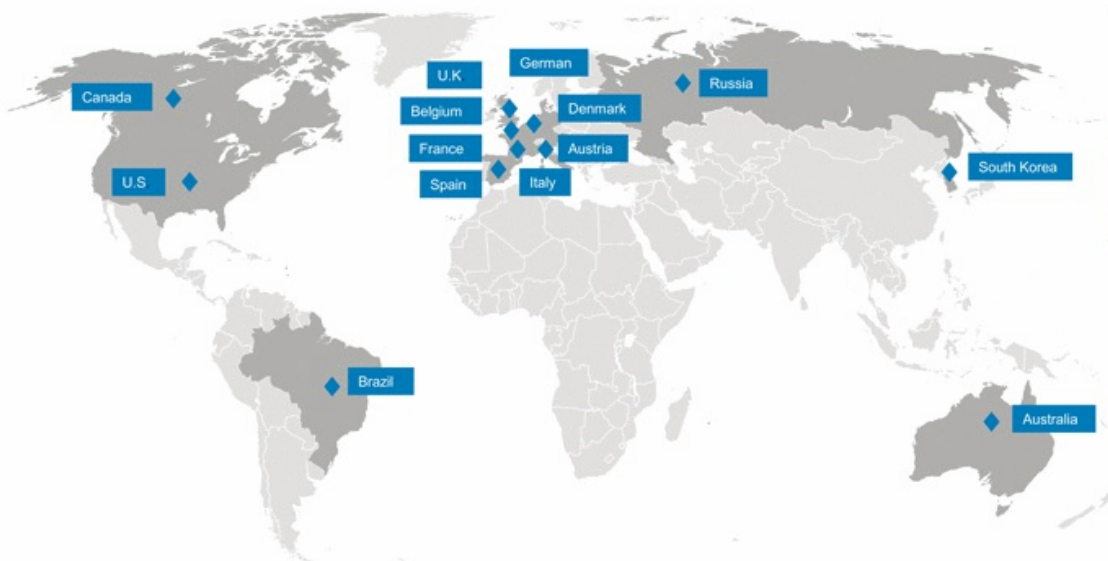 German
U.K.
Canada
Russia
Belgium
Denmark
France
Austria
South Korea
U.S.
Spain
Italy
Brazil
Australia